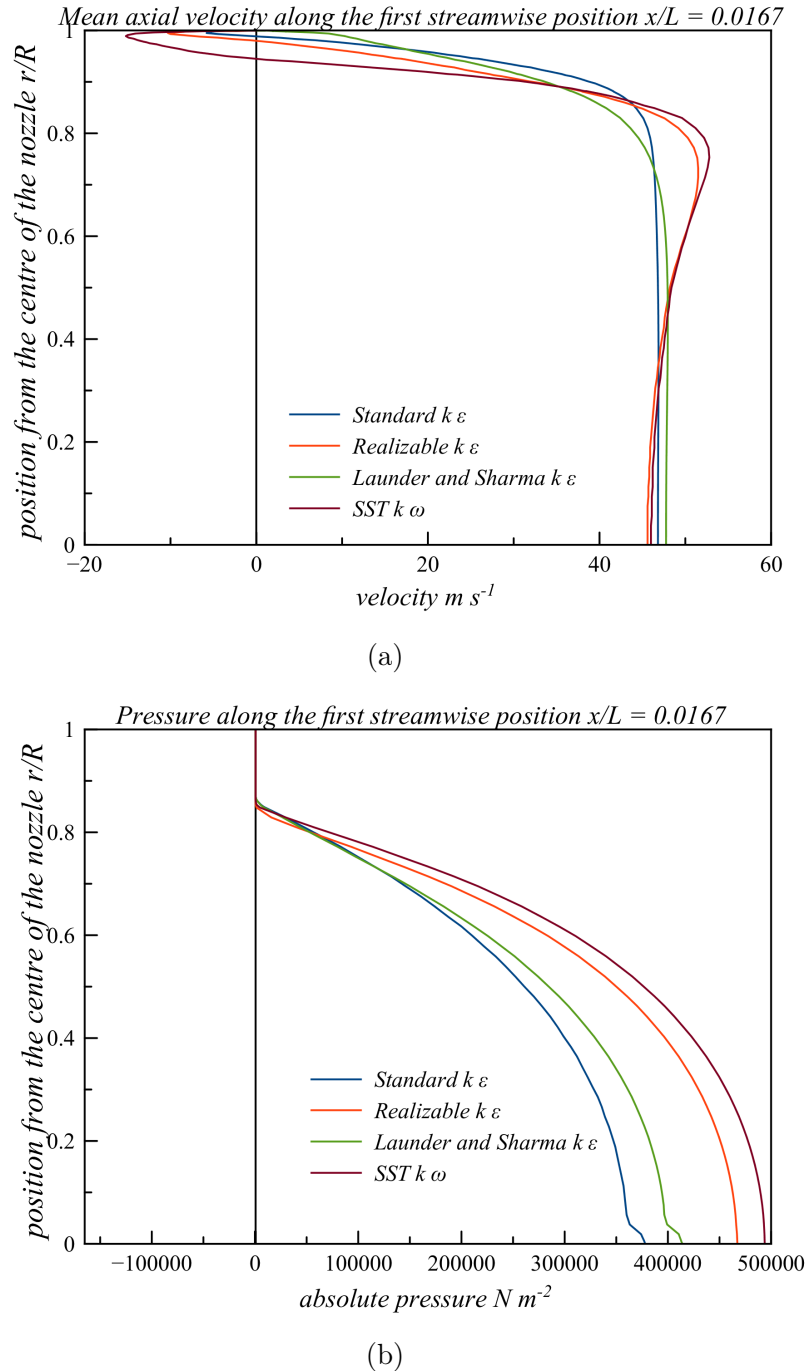 Mean axial velocity along the first streamwise position x/L = 0.0167
position from the centre of the nozzle r/R
1
0.8
0.6
0.4
0.2
0
Standard k ε
Realizable k ε
Launder and Sharma k ε
SST k ω
−20
0
20
40
60
velocity m s-1
(a)
Pressure along the first streamwise position x/L = 0.0167
position from the centre of the nozzle r/R
1
0.8
0.6
0.4
0.2
0
Standard k ε
Realizable k ε
Launder and Sharma k ε
SST k ω
−100000
0
100000
200000
300000
400000
500000
absolute pressure N m-2
(b)